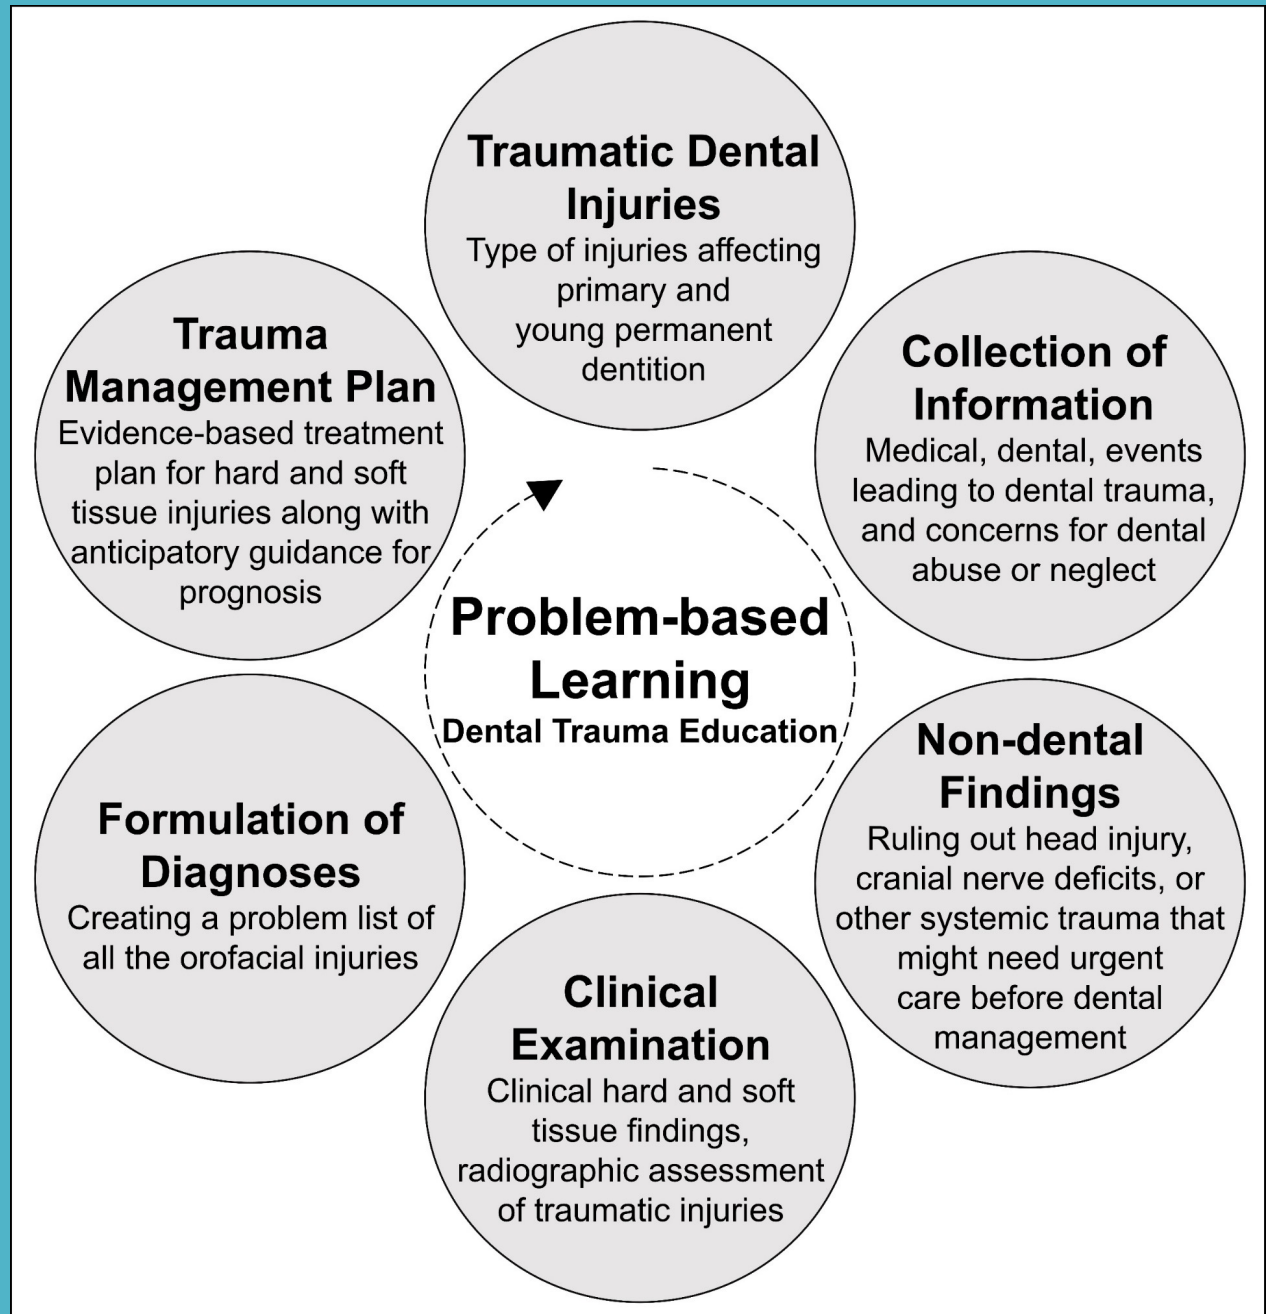 Traumatic Dental
Injuries
Type of injuries affecting
primary and
young permanent
dentition
Collection of
Information
Medical, dental, events
leading to dental trauma,
and concerns for dental
abuse or neglect
Non-dental
Findings
Ruling out head injury,
cranial nerve deficits, or
other systemic trauma that
might need urgent
care before dental
management
Clinical
Examination
Clinical hard and soft
tissue findings,
radiographic assessment
of traumatic injuries
Formulation of
Diagnoses
Creating a problem list of
all the orofacial injuries
Trauma
Management Plan
Evidence-based treatment
plan for hard and soft
tissue injuries along with
anticipatory guidance for
prognosis
Problem-based
Learning
Dental Trauma Education